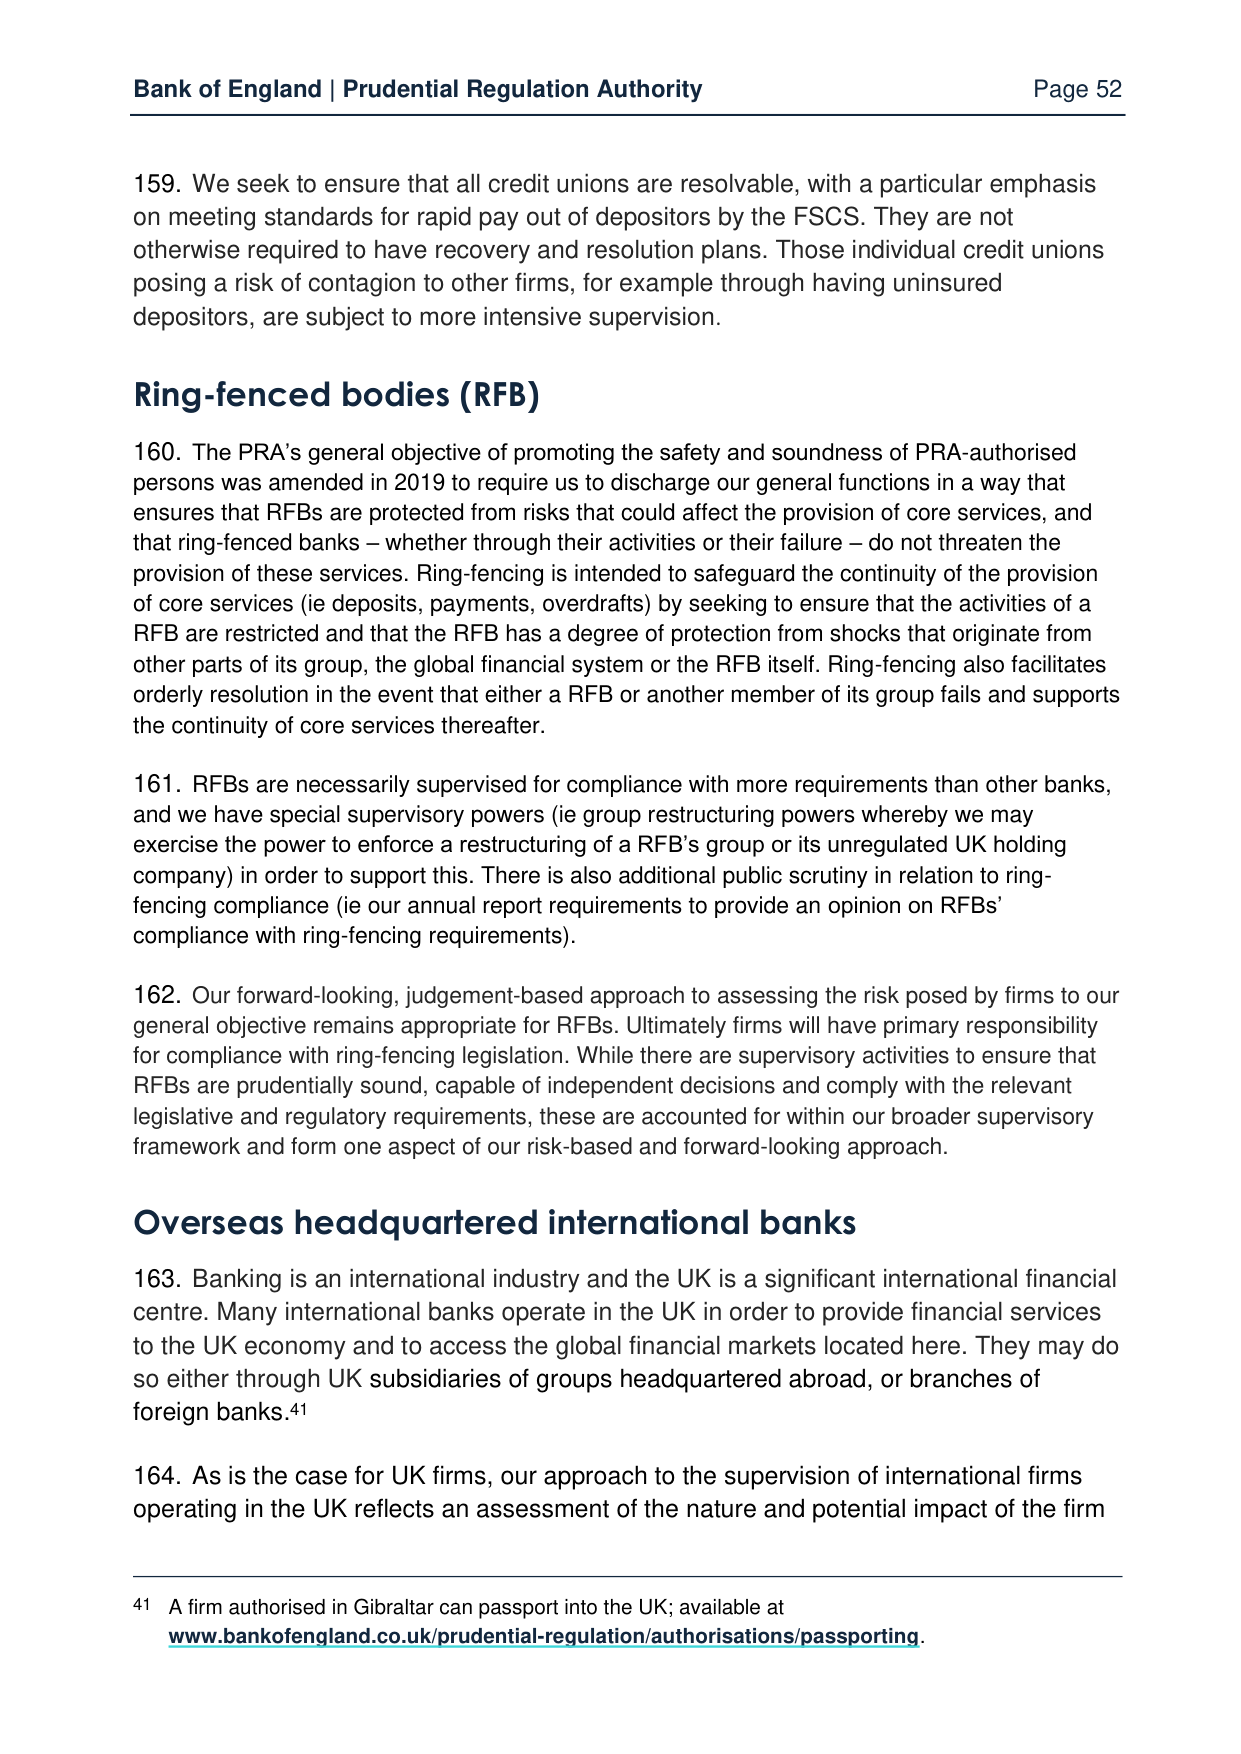 Bank of England | Prudential Regulation Authority Page 52
159. We seek to ensure that all credit unions are resolvable, with a particular emphasis
on meeting standards for rapid pay out of depositors by the FSCS. They are not
otherwise required to have recovery and resolution plans. Those individual credit unions
posing a risk of contagion to other firms, for example through having uninsured
depositors, are subject to more intensive supervision.
Ring-fenced bodies (RFB)
160. The PRA’s general objective of promoting the safety and soundness of PRA-authorised
persons was amended in 2019 to require us to discharge our general functions in a way that
ensures that RFBs are protected from risks that could affect the provision of core services, and
that ring-fenced banks – whether through their activities or their failure – do not threaten the
provision of these services. Ring-fencing is intended to safeguard the continuity of the provision
of core services (ie deposits, payments, overdrafts) by seeking to ensure that the activities of a
RFB are restricted and that the RFB has a degree of protection from shocks that originate from
other parts of its group, the global financial system or the RFB itself. Ring-fencing also facilitates
orderly resolution in the event that either a RFB or another member of its group fails and supports
the continuity of core services thereafter.
161. RFBs are necessarily supervised for compliance with more requirements than other banks,
and we have special supervisory powers (ie group restructuring powers whereby we may
exercise the power to enforce a restructuring of a RFB’s group or its unregulated UK holding
company) in order to support this. There is also additional public scrutiny in relation to ring-
fencing compliance (ie our annual report requirements to provide an opinion on RFBs’
compliance with ring-fencing requirements).
162. Our forward-looking, judgement-based approach to assessing the risk posed by firms to our
general objective remains appropriate for RFBs. Ultimately firms will have primary responsibility
for compliance with ring-fencing legislation. While there are supervisory activities to ensure that
RFBs are prudentially sound, capable of independent decisions and comply with the relevant
legislative and regulatory requirements, these are accounted for within our broader supervisory
framework and form one aspect of our risk-based and forward-looking approach.
Overseas headquartered international banks
163. Banking is an international industry and the UK is a significant international financial
centre. Many international banks operate in the UK in order to provide financial services
to the UK economy and to access the global financial markets located here. They may do
so either through UK subsidiaries of groups headquartered abroad, or branches of
foreign banks.41
164. As is the case for UK firms, our approach to the supervision of international firms
operating in the UK reflects an assessment of the nature and potential impact of the firm
41 A firm authorised in Gibraltar can passport into the UK; available at
www.bankofengland.co.uk/prudential-regulation/authorisations/passporting.